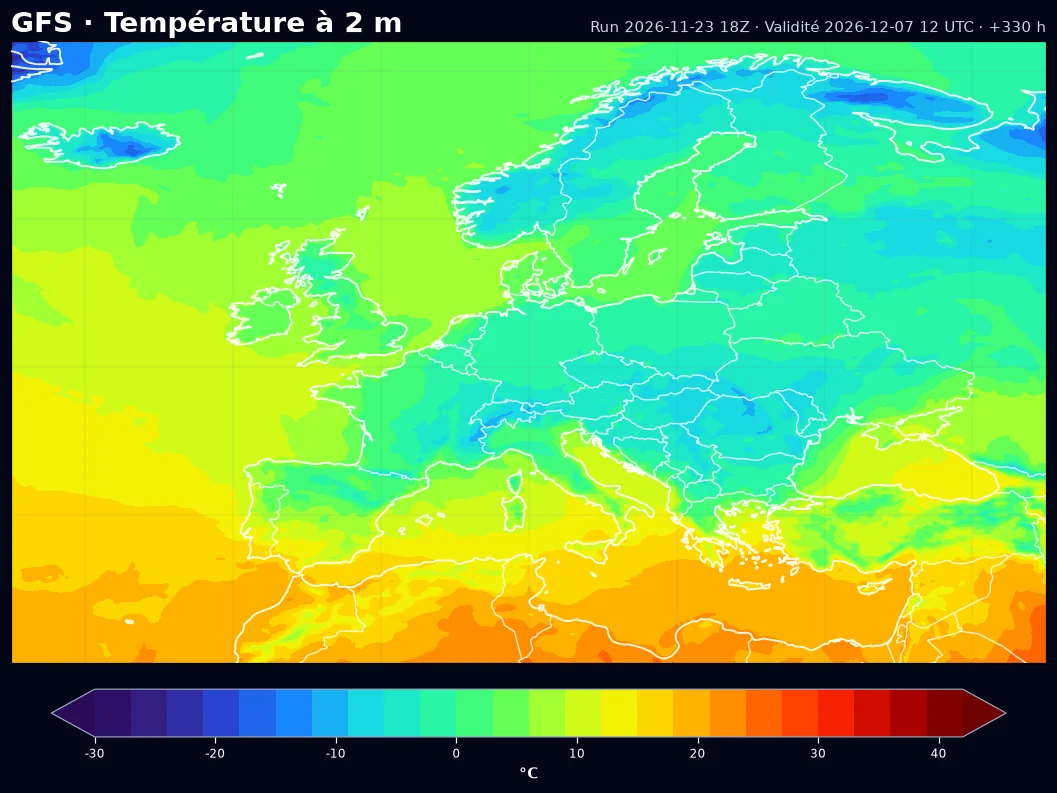 GFS · Température à 2 m
Run 2026-11-23 18Z · Validité 2026-12-07 12 UTC · +330 h
-30 -20 -10 0 10 20 30 40
°C